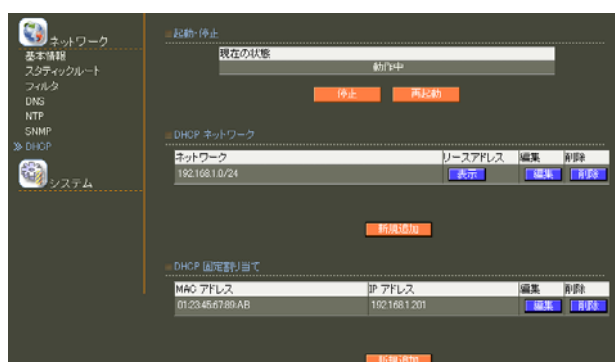 ネットワーク
基本情報
スタティックルート
フィルタ
DNS
NTP
SNMP
DHCP
システム
起動・停止
現在の状態
動作中
停止 再起動
DHCP ネットワーク
ネットワーク リースアドレス 編集 削除
192.168.1.0/24 表示 編集 削除
新規追加
DHCP 固定割り当て
MAC アドレス IP アドレス 編集 削除
01:23:45:67:89:AB 192.168.1.201 編集 削除
新規追加